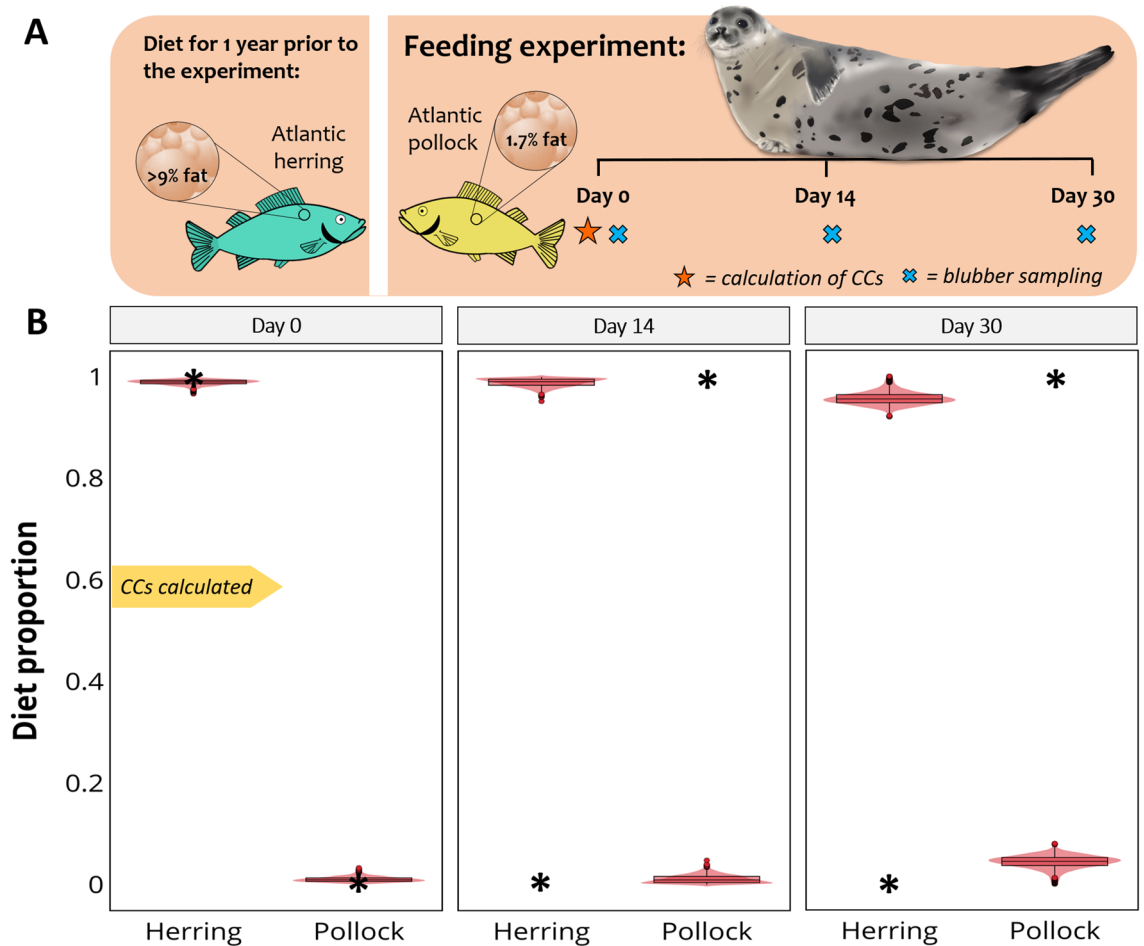 A
Diet for 1 year prior to
the experiment:
>9% fat
Atlantic
herring
Feeding experiment:
Atlantic
pollock
1.7% fat
Day 0
Day 14
Day 30
= calculation of CCs
= blubber sampling
B
Day 0
Day 14
Day 30
Diet proportion
1
0.8
0.6
0.4
0.2
0
CCs calculated
*
*
*
*
*
*
Herring
Pollock
Herring
Pollock
Herring
Pollock